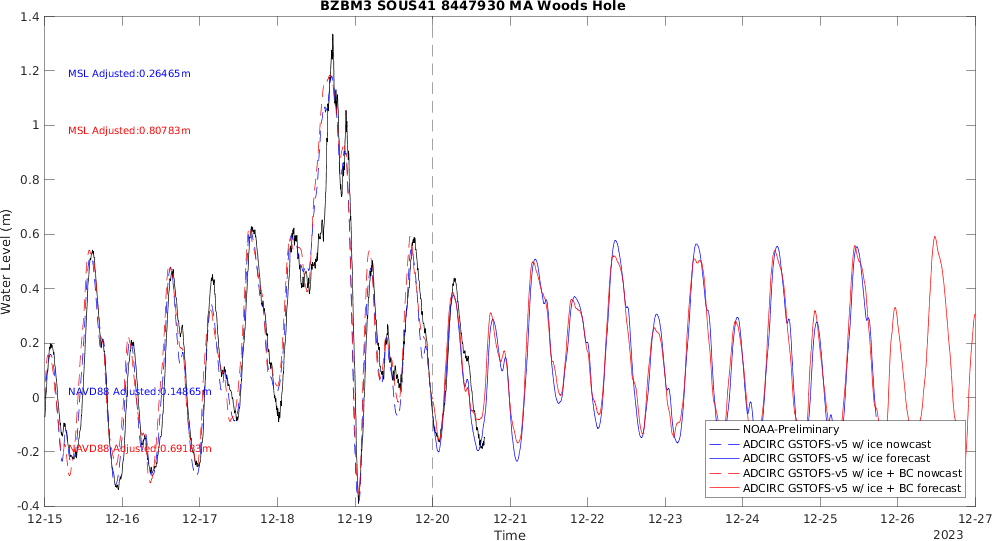 BZBM3 SOUS41 8447930 MA Woods Hole
1.4
1.2
1
0.8
0.6
0.4
0.2
0
-0.2
-0.4
Water Level (m)
MSL Adjusted:0.26465m
MSL Adjusted:0.80783m
NAVD88 Adjusted:0.14865m
NAVD88 Adjusted:0.69183m
NOAA-Preliminary
ADCIRC GSTOFS-v5 w/ ice nowcast
ADCIRC GSTOFS-v5 w/ ice forecast
ADCIRC GSTOFS-v5 w/ ice + BC nowcast
ADCIRC GSTOFS-v5 w/ ice + BC forecast
12-15 12-16 12-17 12-18 12-19 12-20 12-21 12-22 12-23 12-24 12-25 12-26 12-27
Time
2023